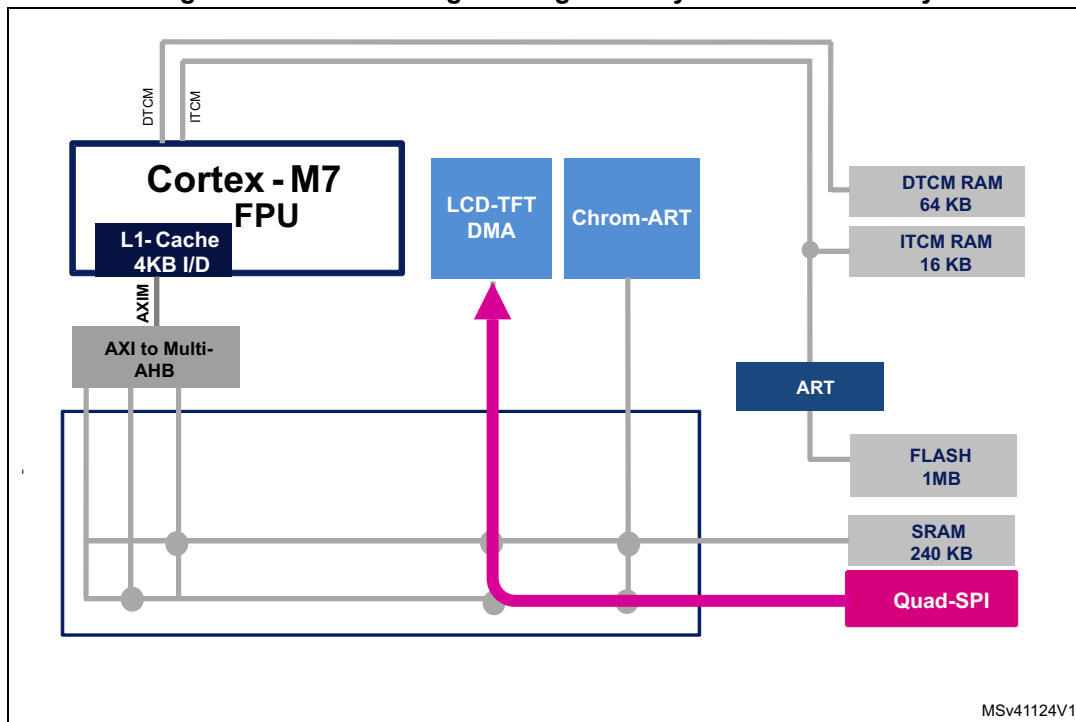 DTCM
ITCM
Cortex - M7
FPU
L1- Cache
4KB I/D
AXIM
AXI to Multi-
AHB
LCD-TFT
DMA
Chrom-ART
DTCM RAM
64 KB
ITCM RAM
16 KB
ART
FLASH
1MB
SRAM
240 KB
Quad-SPI
MSv41124V1